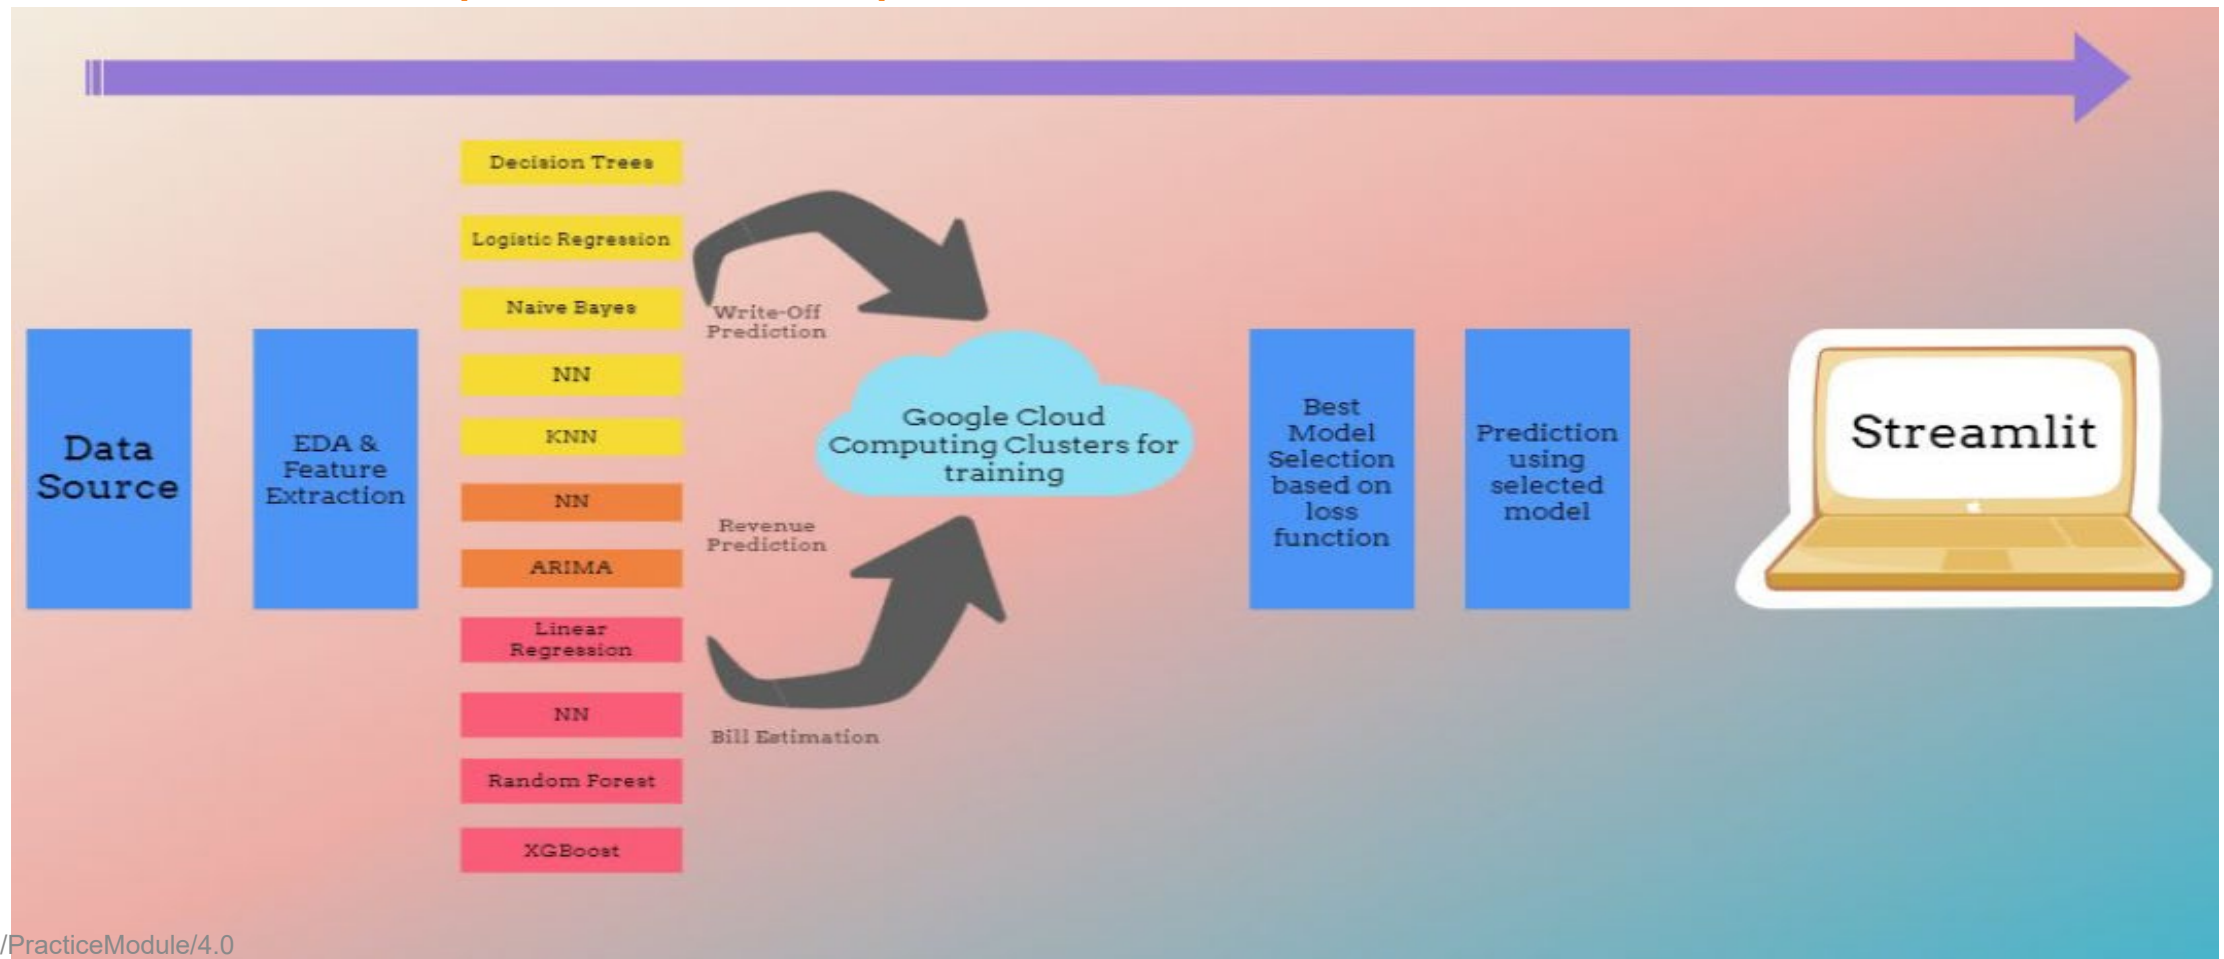 Data
Source
EDA &
Feature
Extraction
Decision Trees
Logistic Regression
Naive Bayes
NN
KNN
NN
ARIMA
Linear
Regression
NN
Random Forest
XGBoost
Write-Off
Prediction
Revenue
Prediction
Bill Estimation
Google Cloud
Computing Clusters for
training
Best
Model
Selection
based on
loss
function
Prediction
using
selected
model
Streamlit
/PracticeModule/4.0